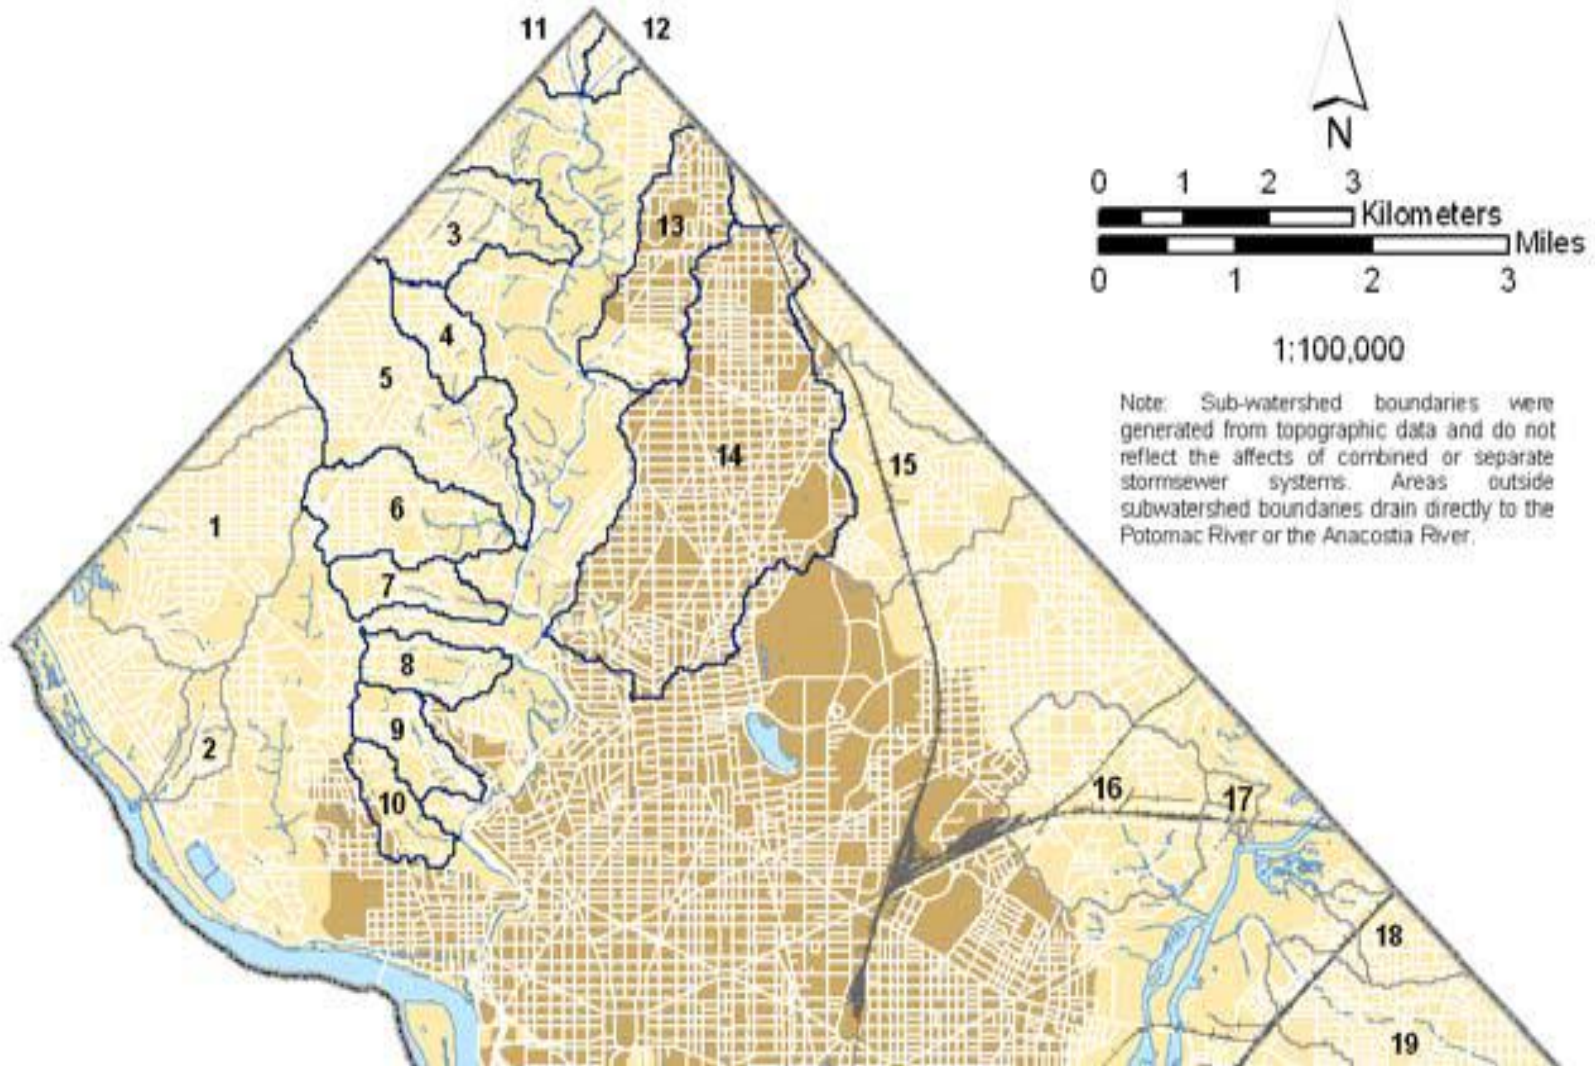 11
12
N
0 1 2 3
Kilometers
Miles
0 1 2 3
1:100,000
Note: Sub-watershed boundaries were
generated from topographic data and do not
reflect the affects of combined or separate
stormsewer systems. Areas outside
subwatershed boundaries drain directly to the
Potomac River or the Anacostia River.
13
3
4
5
14
15
6
1
7
8
9
2
10
16
17
18
19